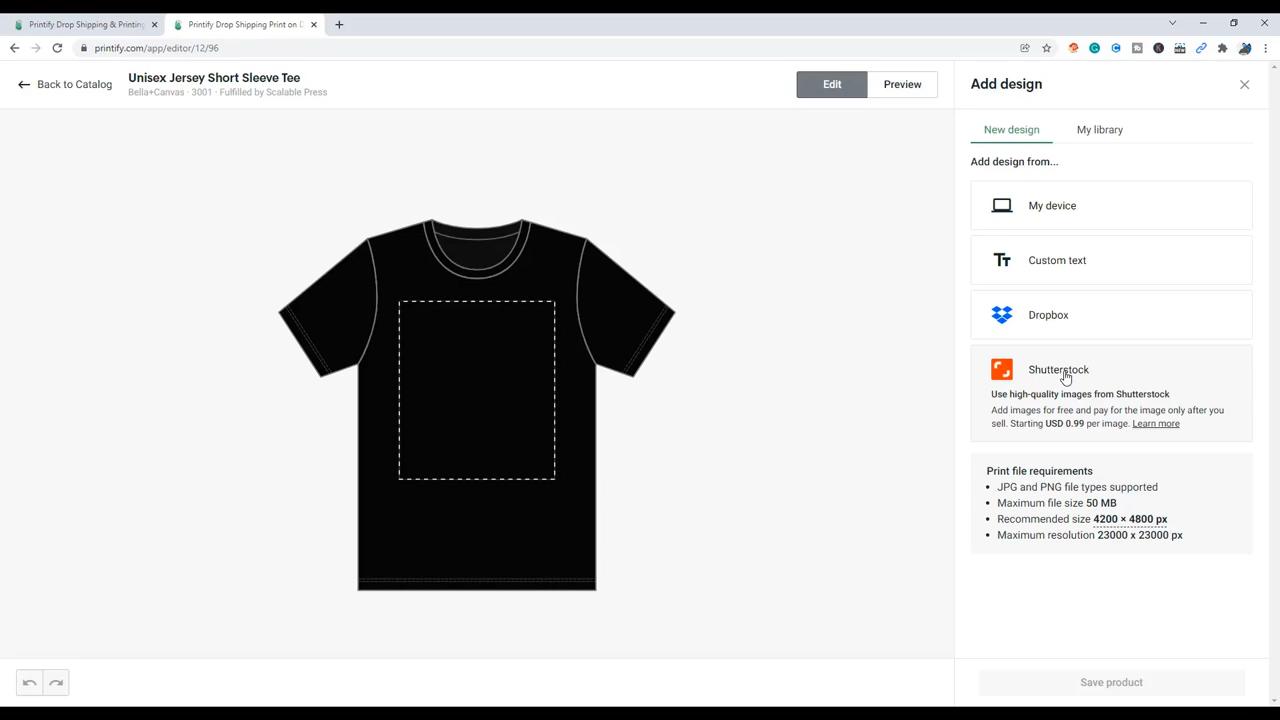 Printify Drop Shipping & Printing
Printify Drop Shipping Print on D
printify.com/app/editor/12/96
Back to Catalog
Unisex Jersey Short Sleeve Tee
Bella+Canvas · 3001 · Fulfilled by Scalable Press
Edit
Preview
Add design
New design
My library
Add design from...
My device
Tt
Custom text
Dropbox
Shutterstock
Use high-quality images from Shutterstock
Add images for free and pay for the image only after you
sell. Starting USD 0.99 per image. Learn more
Print file requirements
• JPG and PNG file types supported
• Maximum file size 50 MB
• Recommended size 4200 × 4800 px
• Maximum resolution 23000 x 23000 px
Save product